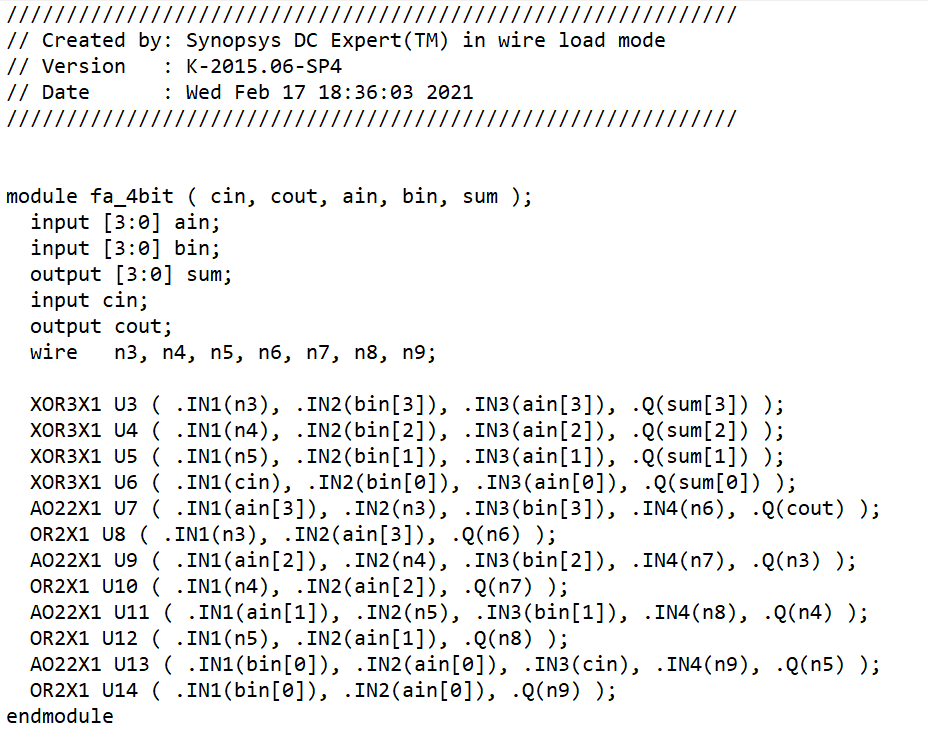 /////////////////////////////////////////////////////////////
// Created by: Synopsys DC Expert(TM) in wire load mode
// Version   : K-2015.06-SP4
// Date      : Wed Feb 17 18:36:03 2021
/////////////////////////////////////////////////////////////
module fa_4bit ( cin, cout, ain, bin, sum );
  input [3:0] ain;
  input [3:0] bin;
  output [3:0] sum;
  input cin;
  output cout;
  wire   n3, n4, n5, n6, n7, n8, n9;
  XOR3X1 U3 ( .IN1(n3), .IN2(bin[3]), .IN3(ain[3]), .Q(sum[3]) );
  XOR3X1 U4 ( .IN1(n4), .IN2(bin[2]), .IN3(ain[2]), .Q(sum[2]) );
  XOR3X1 U5 ( .IN1(n5), .IN2(bin[1]), .IN3(ain[1]), .Q(sum[1]) );
  XOR3X1 U6 ( .IN1(cin), .IN2(bin[0]), .IN3(ain[0]), .Q(sum[0]) );
  AO22X1 U7 ( .IN1(ain[3]), .IN2(n3), .IN3(bin[3]), .IN4(n6), .Q(cout) );
  OR2X1 U8 ( .IN1(n3), .IN2(ain[3]), .Q(n6) );
  AO22X1 U9 ( .IN1(ain[2]), .IN2(n4), .IN3(bin[2]), .IN4(n7), .Q(n3) );
  OR2X1 U10 ( .IN1(n4), .IN2(ain[2]), .Q(n7) );
  AO22X1 U11 ( .IN1(ain[1]), .IN2(n5), .IN3(bin[1]), .IN4(n8), .Q(n4) );
  OR2X1 U12 ( .IN1(n5), .IN2(ain[1]), .Q(n8) );
  AO22X1 U13 ( .IN1(bin[0]), .IN2(ain[0]), .IN3(cin), .IN4(n9), .Q(n5) );
  OR2X1 U14 ( .IN1(bin[0]), .IN2(ain[0]), .Q(n9) );
endmodule